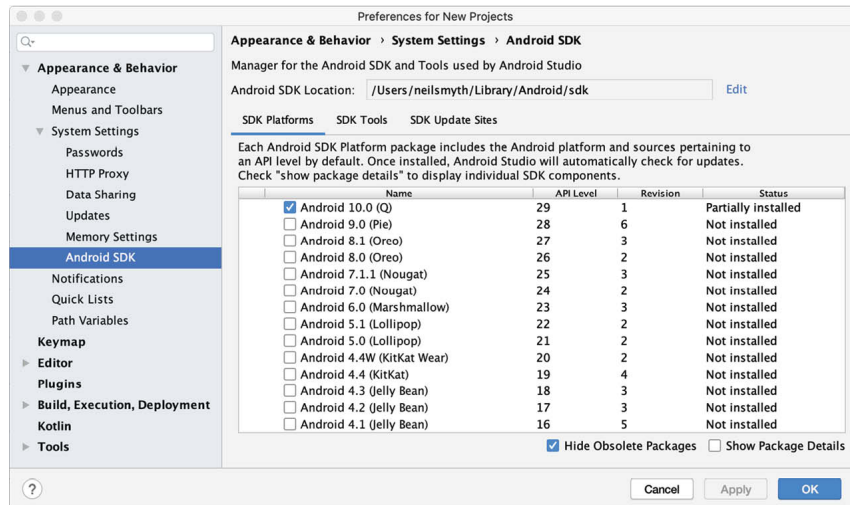 Preferences for New Projects
Appearance & Behavior
Appearance
Menus and Toolbars
System Settings
Passwords
HTTP Proxy
Data Sharing
Updates
Memory Settings
Android SDK
Notifications
Quick Lists
Path Variables
Keymap
Editor
Plugins
Build, Execution, Deployment
Kotlin
Tools
Appearance & Behavior › System Settings › Android SDK
Manager for the Android SDK and Tools used by Android Studio
Android SDK Location: /Users/neilsmyth/Library/Android/sdk Edit
SDK Platforms SDK Tools SDK Update Sites
Each Android SDK Platform package includes the Android platform and sources pertaining to
an API level by default. Once installed, Android Studio will automatically check for updates.
Check "show package details" to display individual SDK components.
Name API Level Revision Status
Android 10.0 (Q) 29 1 Partially installed
Android 9.0 (Pie) 28 6 Not installed
Android 8.1 (Oreo) 27 3 Not installed
Android 8.0 (Oreo) 26 2 Not installed
Android 7.1.1 (Nougat) 25 3 Not installed
Android 7.0 (Nougat) 24 2 Not installed
Android 6.0 (Marshmallow) 23 3 Not installed
Android 5.1 (Lollipop) 22 2 Not installed
Android 5.0 (Lollipop) 21 2 Not installed
Android 4.4W (KitKat Wear) 20 2 Not installed
Android 4.4 (KitKat) 19 4 Not installed
Android 4.3 (Jelly Bean) 18 3 Not installed
Android 4.2 (Jelly Bean) 17 3 Not installed
Android 4.1 (Jelly Bean) 16 5 Not installed
Hide Obsolete Packages Show Package Details
? Cancel Apply OK